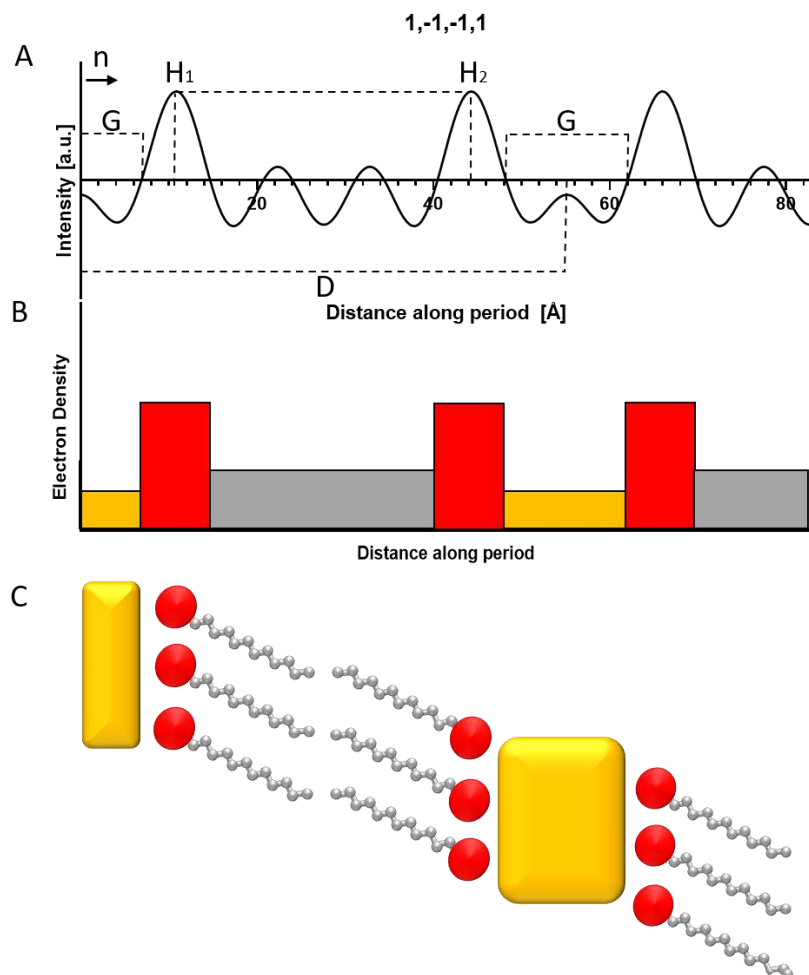 1,-1,-1,1
A
n
H1
H2
G
G
Intensity [a.u.]
20
40
60
80
D
Distance along period [Å]
B
Electron Density
Distance along period
C